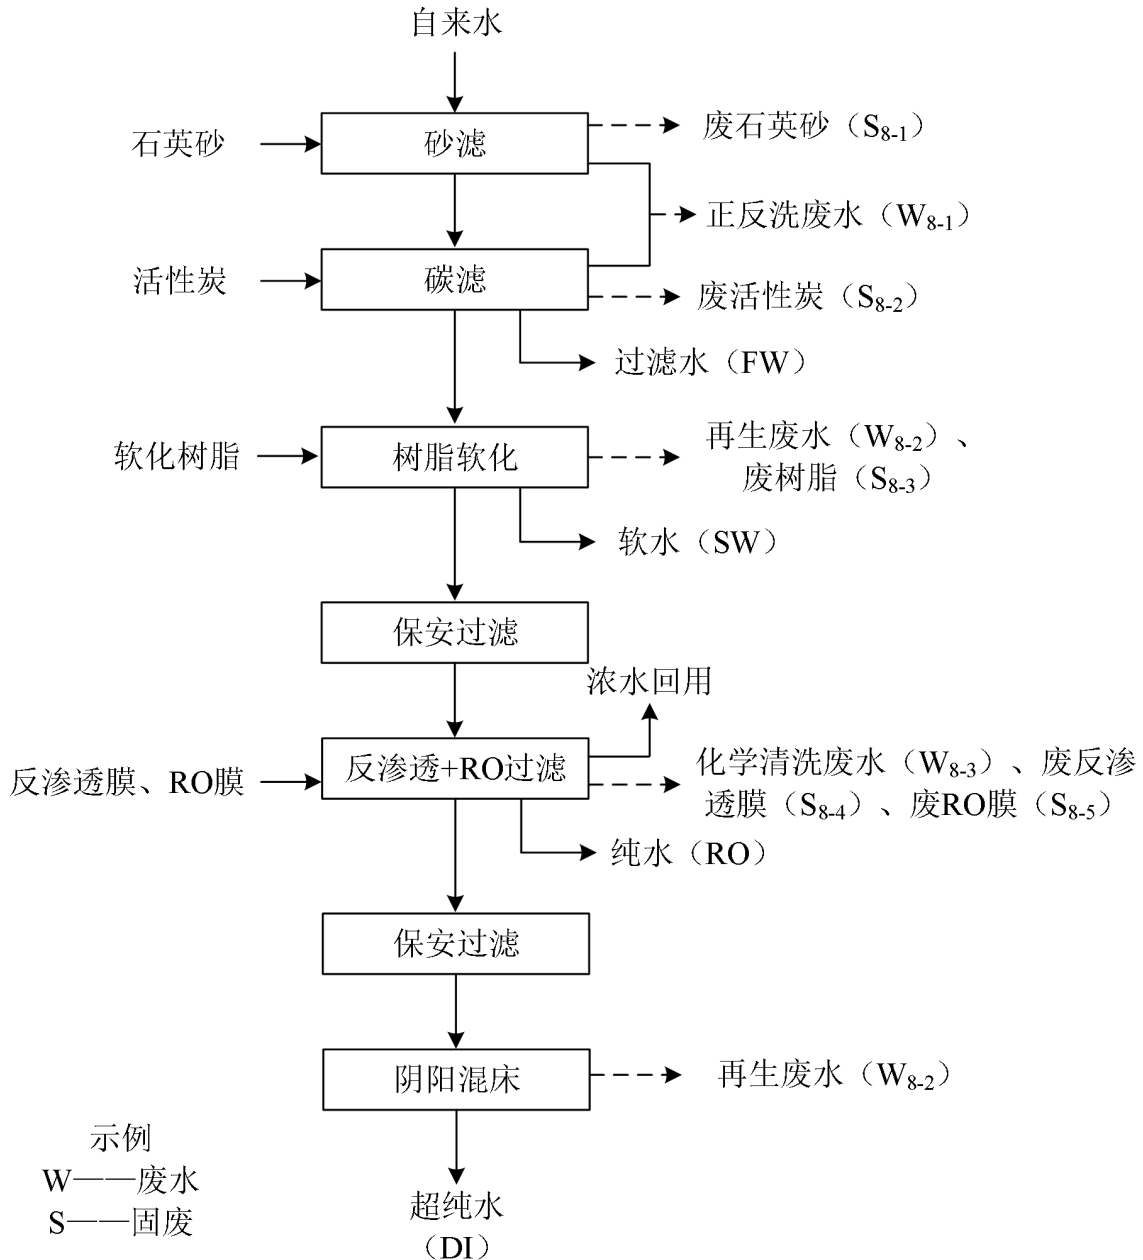 自来水
石英砂
砂滤
废石英砂（S8-1）
正反洗废水（W8-1）
活性炭
碳滤
废活性炭（S8-2）
过滤水（FW）
软化树脂
树脂软化
再生废水（W8-2）、
废树脂（S8-3）
软水（SW）
保安过滤
浓水回用
反渗透膜、RO膜
反渗透+RO过滤
化学清洗废水（W8-3）、废反渗
透膜（S8-4）、废RO膜（S8-5）
纯水（RO）
保安过滤
阴阳混床
再生废水（W8-2）
示例
W——废水
S——固废
超纯水
（DI）